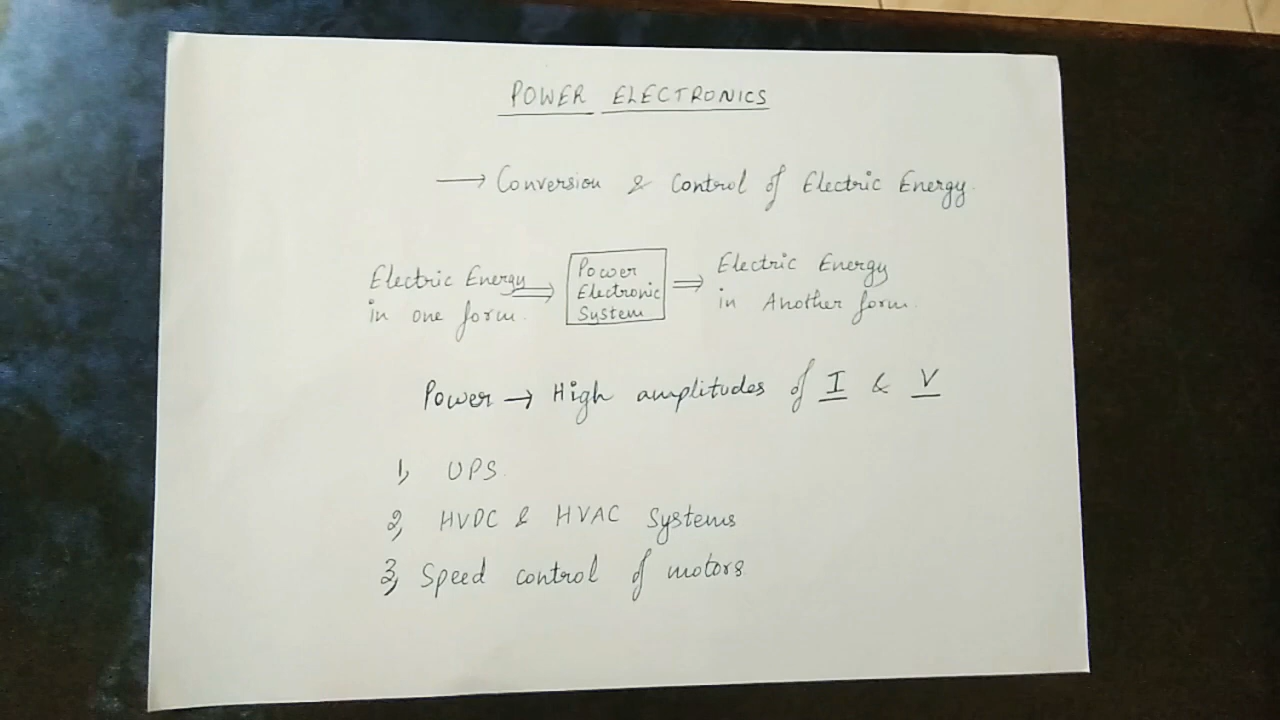 POWER ELECTRONICS
→ Conversion & Control of Electric Energy.
Electric Energy
in one form.
⇒
Power
Electronic
System
⇒
Electric Energy
in Another form.
Power → High amplitudes of I & V
1, UPS.
2, HVDC & HVAC Systems
3, Speed control of motors